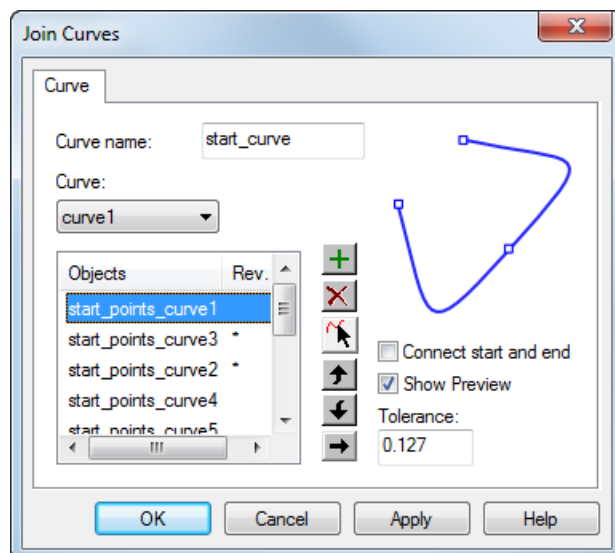 Join Curves
Curve
Curve name: start_curve
Curve:
curve1
Objects Rev.
start_points_curve1
start_points_curve3 *
start_points_curve2 *
start_points_curve4
start_points_curve5
Connect start and end
Show Preview
Tolerance:
0.127
OK Cancel Apply Help